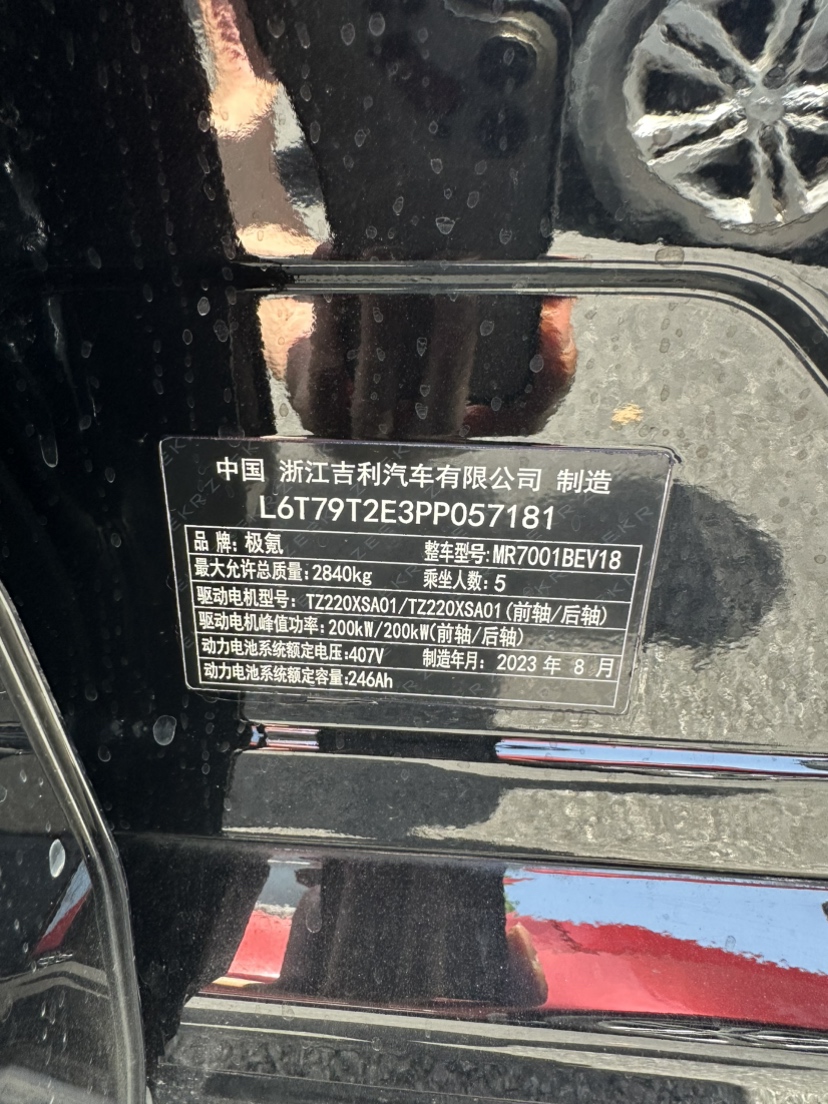 中国 浙江吉利汽车有限公司 制造
L6T79T2E3PP057181
品 牌: 极氪 整车型号:MR7001BEV18
最大允许总质量:2840kg 乘坐人数: 5
驱动电机型号: TZ220XSA01/TZ220XSA01(前轴/后轴)
驱动电机峰值功率:200kW/200kW(前轴/后轴)
动力电池系统额定电压:407V 制造年月: 2023 年 8 月
动力电池系统额定容量:246Ah